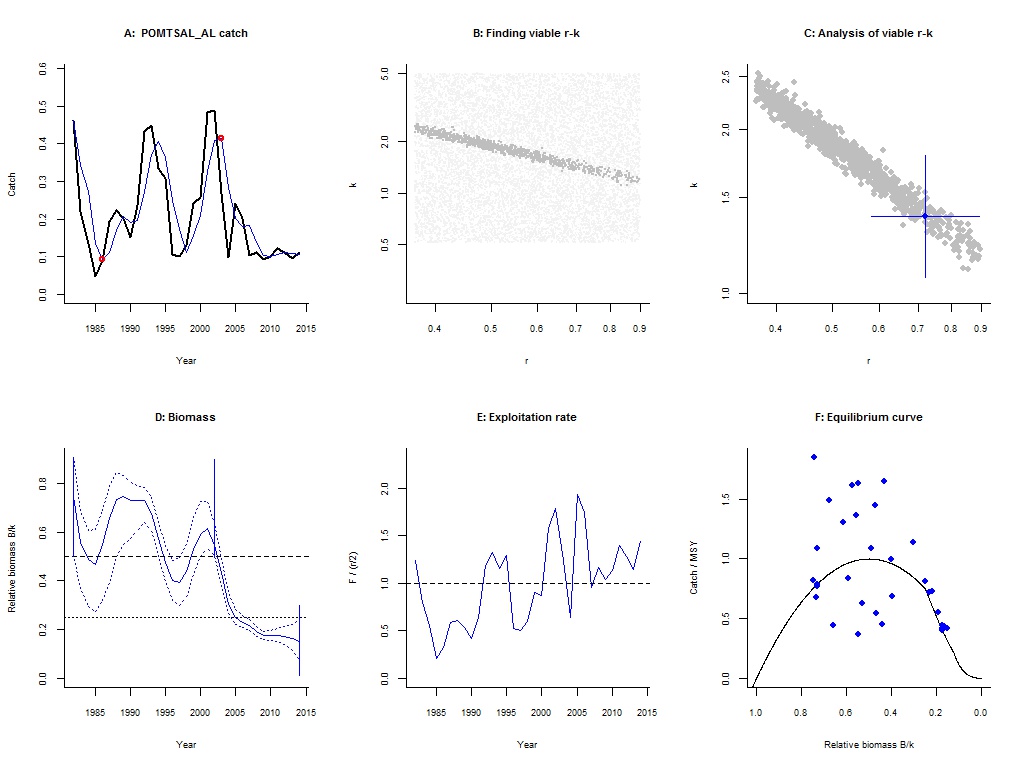 A: POMTSAL_AL catch
B: Finding viable r-k
C: Analysis of viable r-k
Catch
0.6
0.5
0.4
0.3
0.2
0.1
0.0
1985 1990 1995 2000 2005 2010 2015
Year
k
5.0
2.0
1.0
0.5
0.4 0.5 0.6 0.7 0.8 0.9
r
k
2.5
2.0
1.5
1.0
0.4 0.5 0.6 0.7 0.8 0.9
r
D: Biomass
E: Exploitation rate
F: Equilibrium curve
Relative biomass B/k
0.8
0.6
0.4
0.2
0.0
1985 1990 1995 2000 2005 2010 2015
Year
F / (r/2)
2.0
1.5
1.0
0.5
0.0
1985 1990 1995 2000 2005 2010 2015
Year
Catch / MSY
1.5
1.0
0.5
0.0
1.0 0.8 0.6 0.4 0.2 0.0
Relative biomass B/k